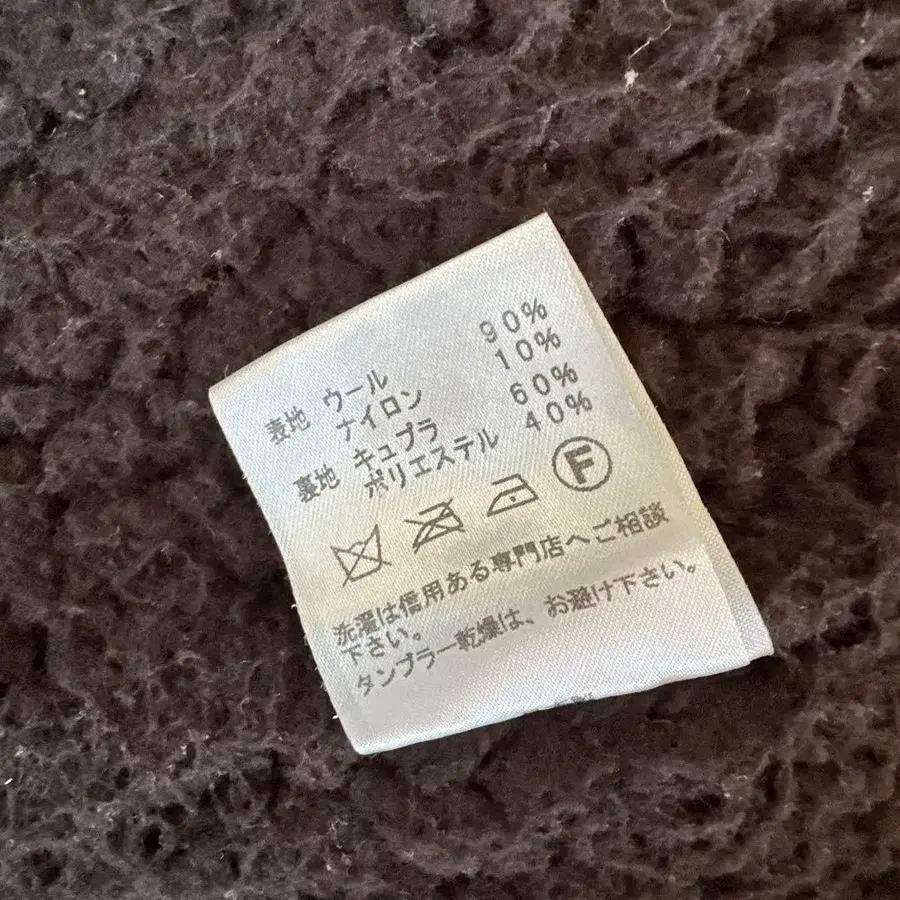 表地 ウール 90%
ナイロン 10%
裏地 キュプラ 60%
ポリエステル 40%
F
洗濯は信用ある専門店へご相談
下さい。
タンブラー乾燥は、お避け下さい。